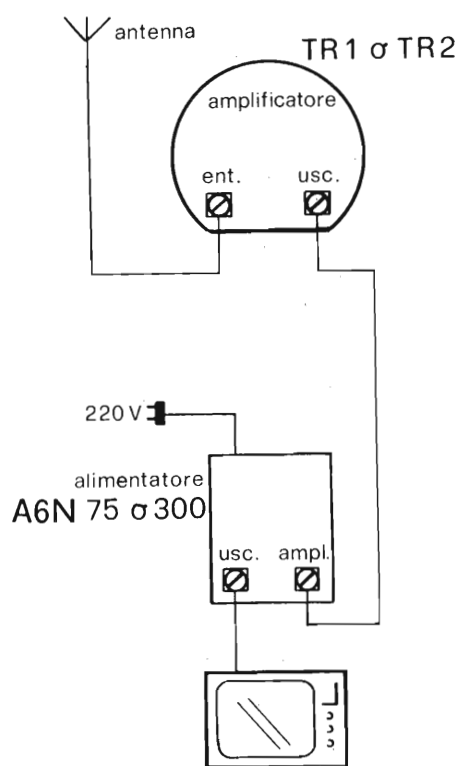 antenna
TR1 o TR2
amplificatore
ent. usc.
220 V
alimentatore
A6N 75 o 300
usc. ampl.